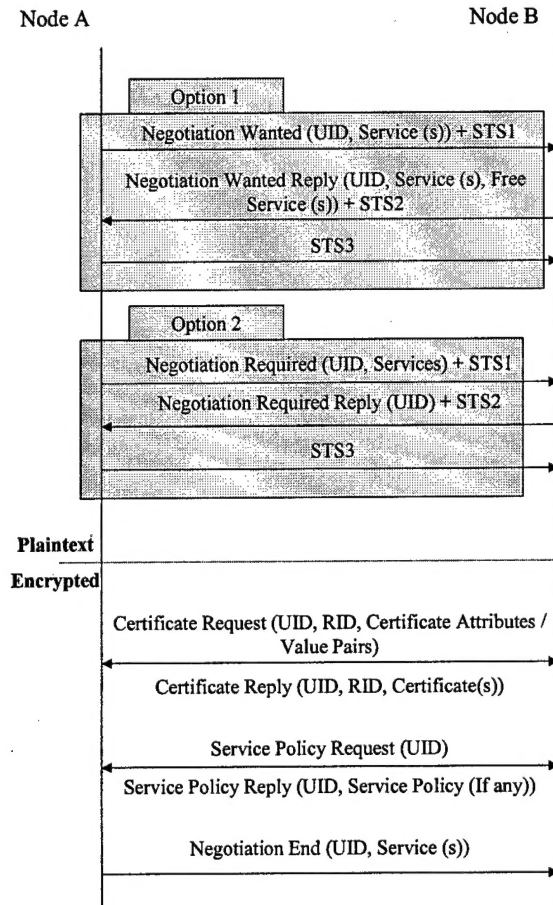 Node A
Node B
Option 1
Negotiation Wanted (UID, Service (s)) + STS1
Negotiation Wanted Reply (UID, Service (s), Free
Service (s)) + STS2
STS3
Option 2
Negotiation Required (UID, Services) + STS1
Negotiation Required Reply (UID) + STS2
STS3
Plaintext
Encrypted
Certificate Request (UID, RID, Certificate Attributes /
Value Pairs)
Certificate Reply (UID, RID, Certificate(s))
Service Policy Request (UID)
Service Policy Reply (UID, Service Policy (If any))
Negotiation End (UID, Service (s))